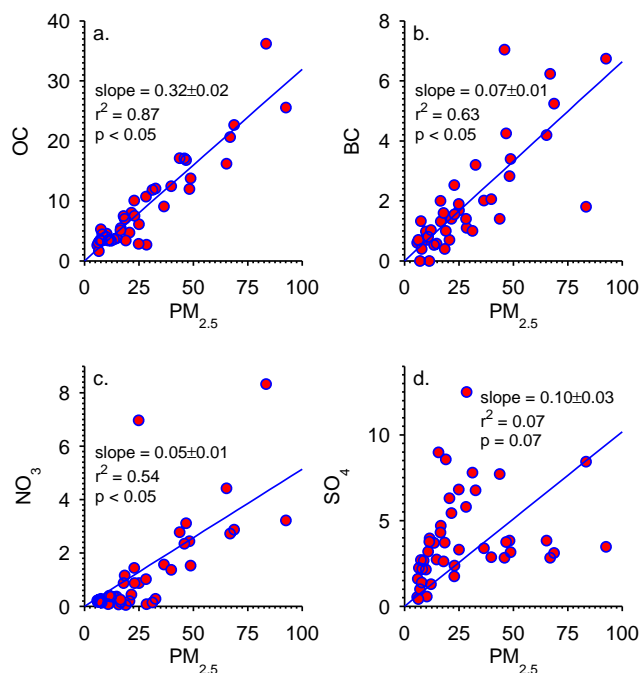 a.
slope = 0.32±0.02
r² = 0.87
p < 0.05
OC
40
30
20
10
0
0 25 50 75 100
PM₂.₅
b.
slope = 0.07±0.01
r² = 0.63
p < 0.05
BC
8
6
4
2
0
0 25 50 75 100
PM₂.₅
c.
slope = 0.05±0.01
r² = 0.54
p < 0.05
NO₃
8
6
4
2
0
0 25 50 75 100
PM₂.₅
d.
slope = 0.10±0.03
r² = 0.07
p = 0.07
SO₄
10
5
0
0 25 50 75 100
PM₂.₅